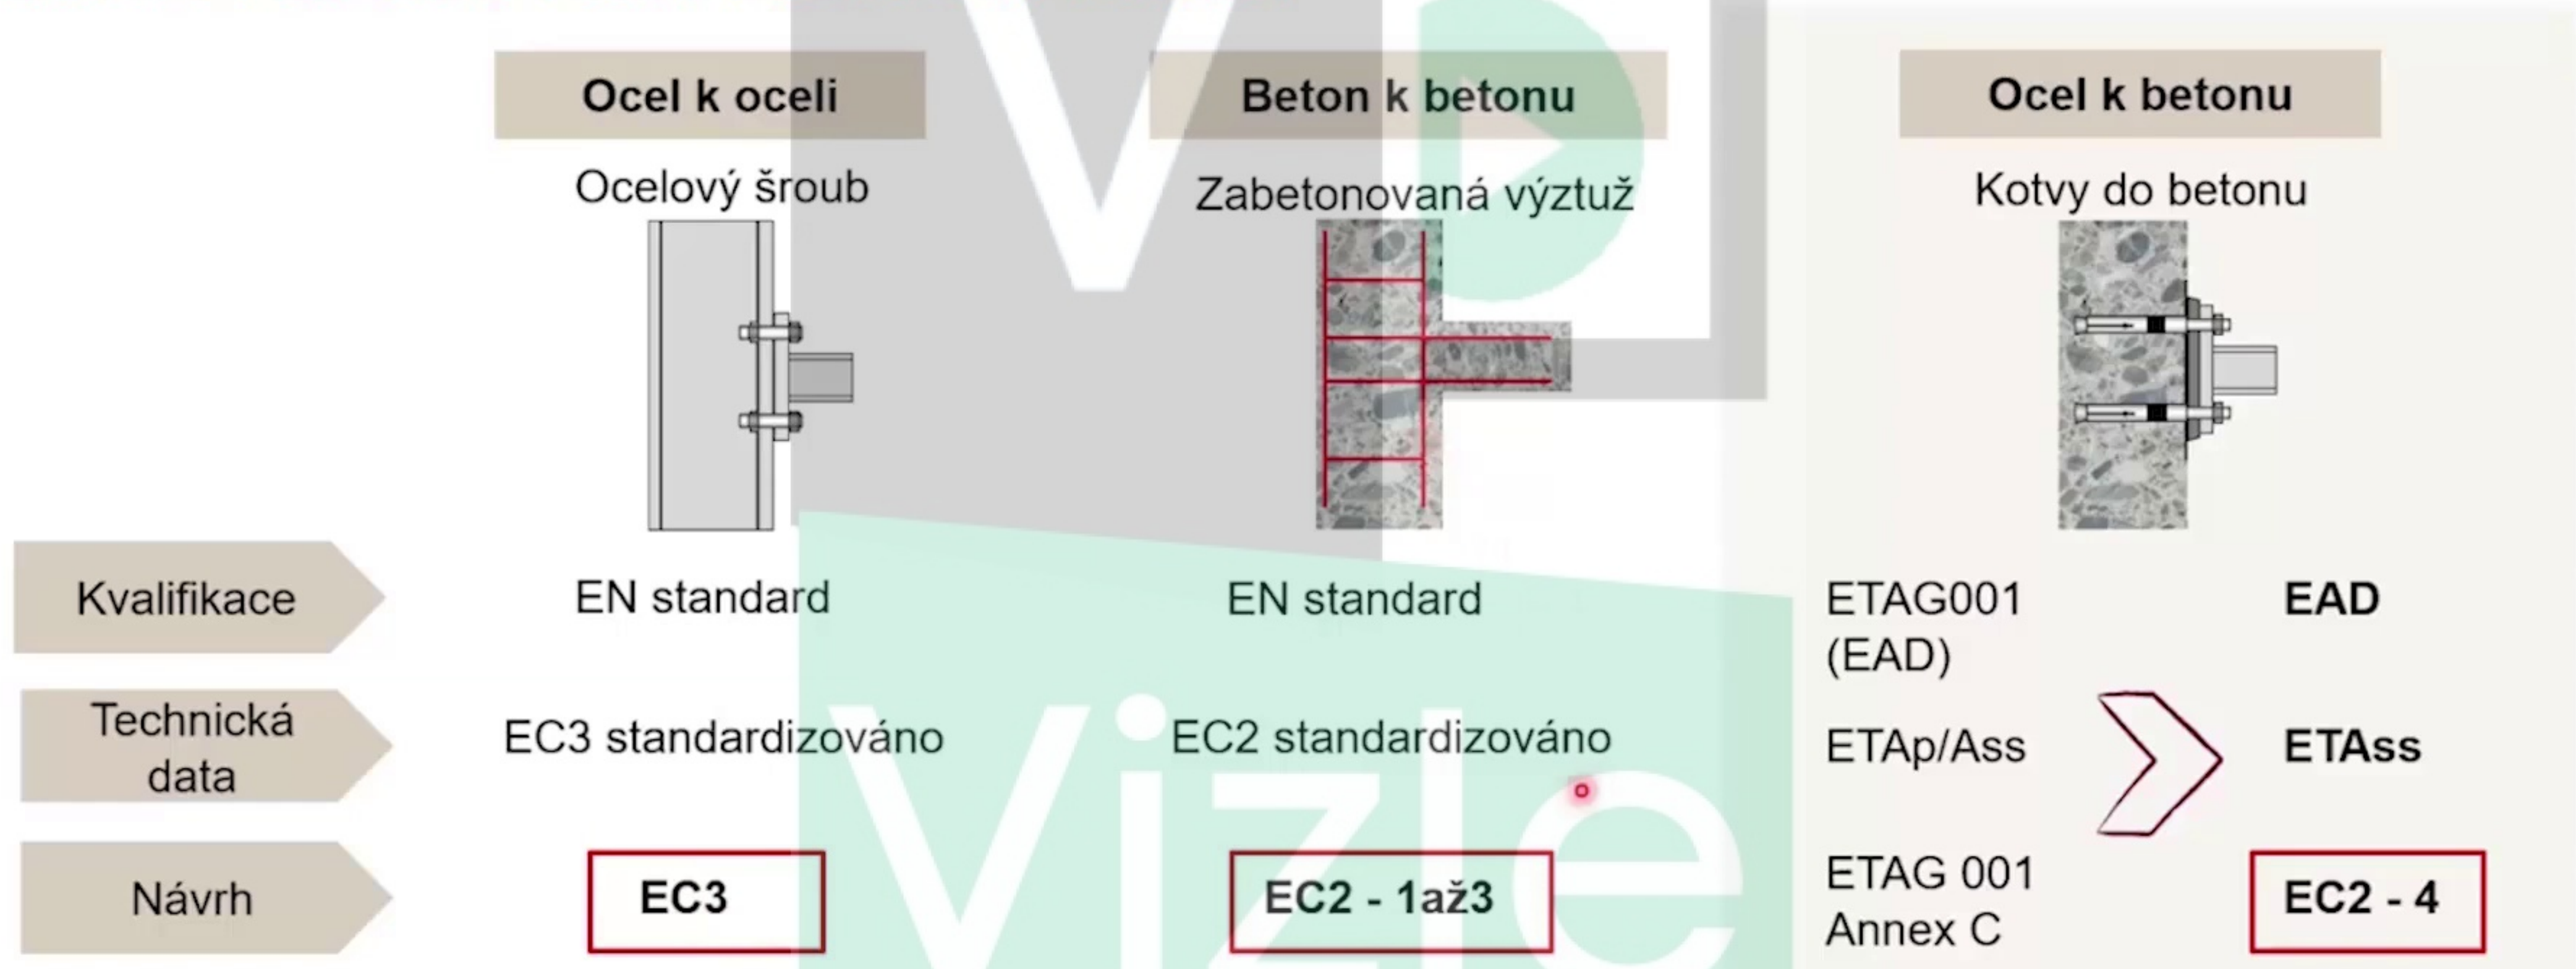 Ocel k oceli
Beton k betonu
Ocel k betonu
Ocelový šroub
Zabetonovaná výztuž
Kotvy do betonu
Kvalifikace
EN standard
EN standard
ETAG001
(EAD)
EAD
Technická
data
EC3 standardizováno
EC2 standardizováno
ETAp/Ass
ETAss
Návrh
EC3
EC2 - 1až3
ETAG 001
Annex C
EC2 - 4
V
Vizle